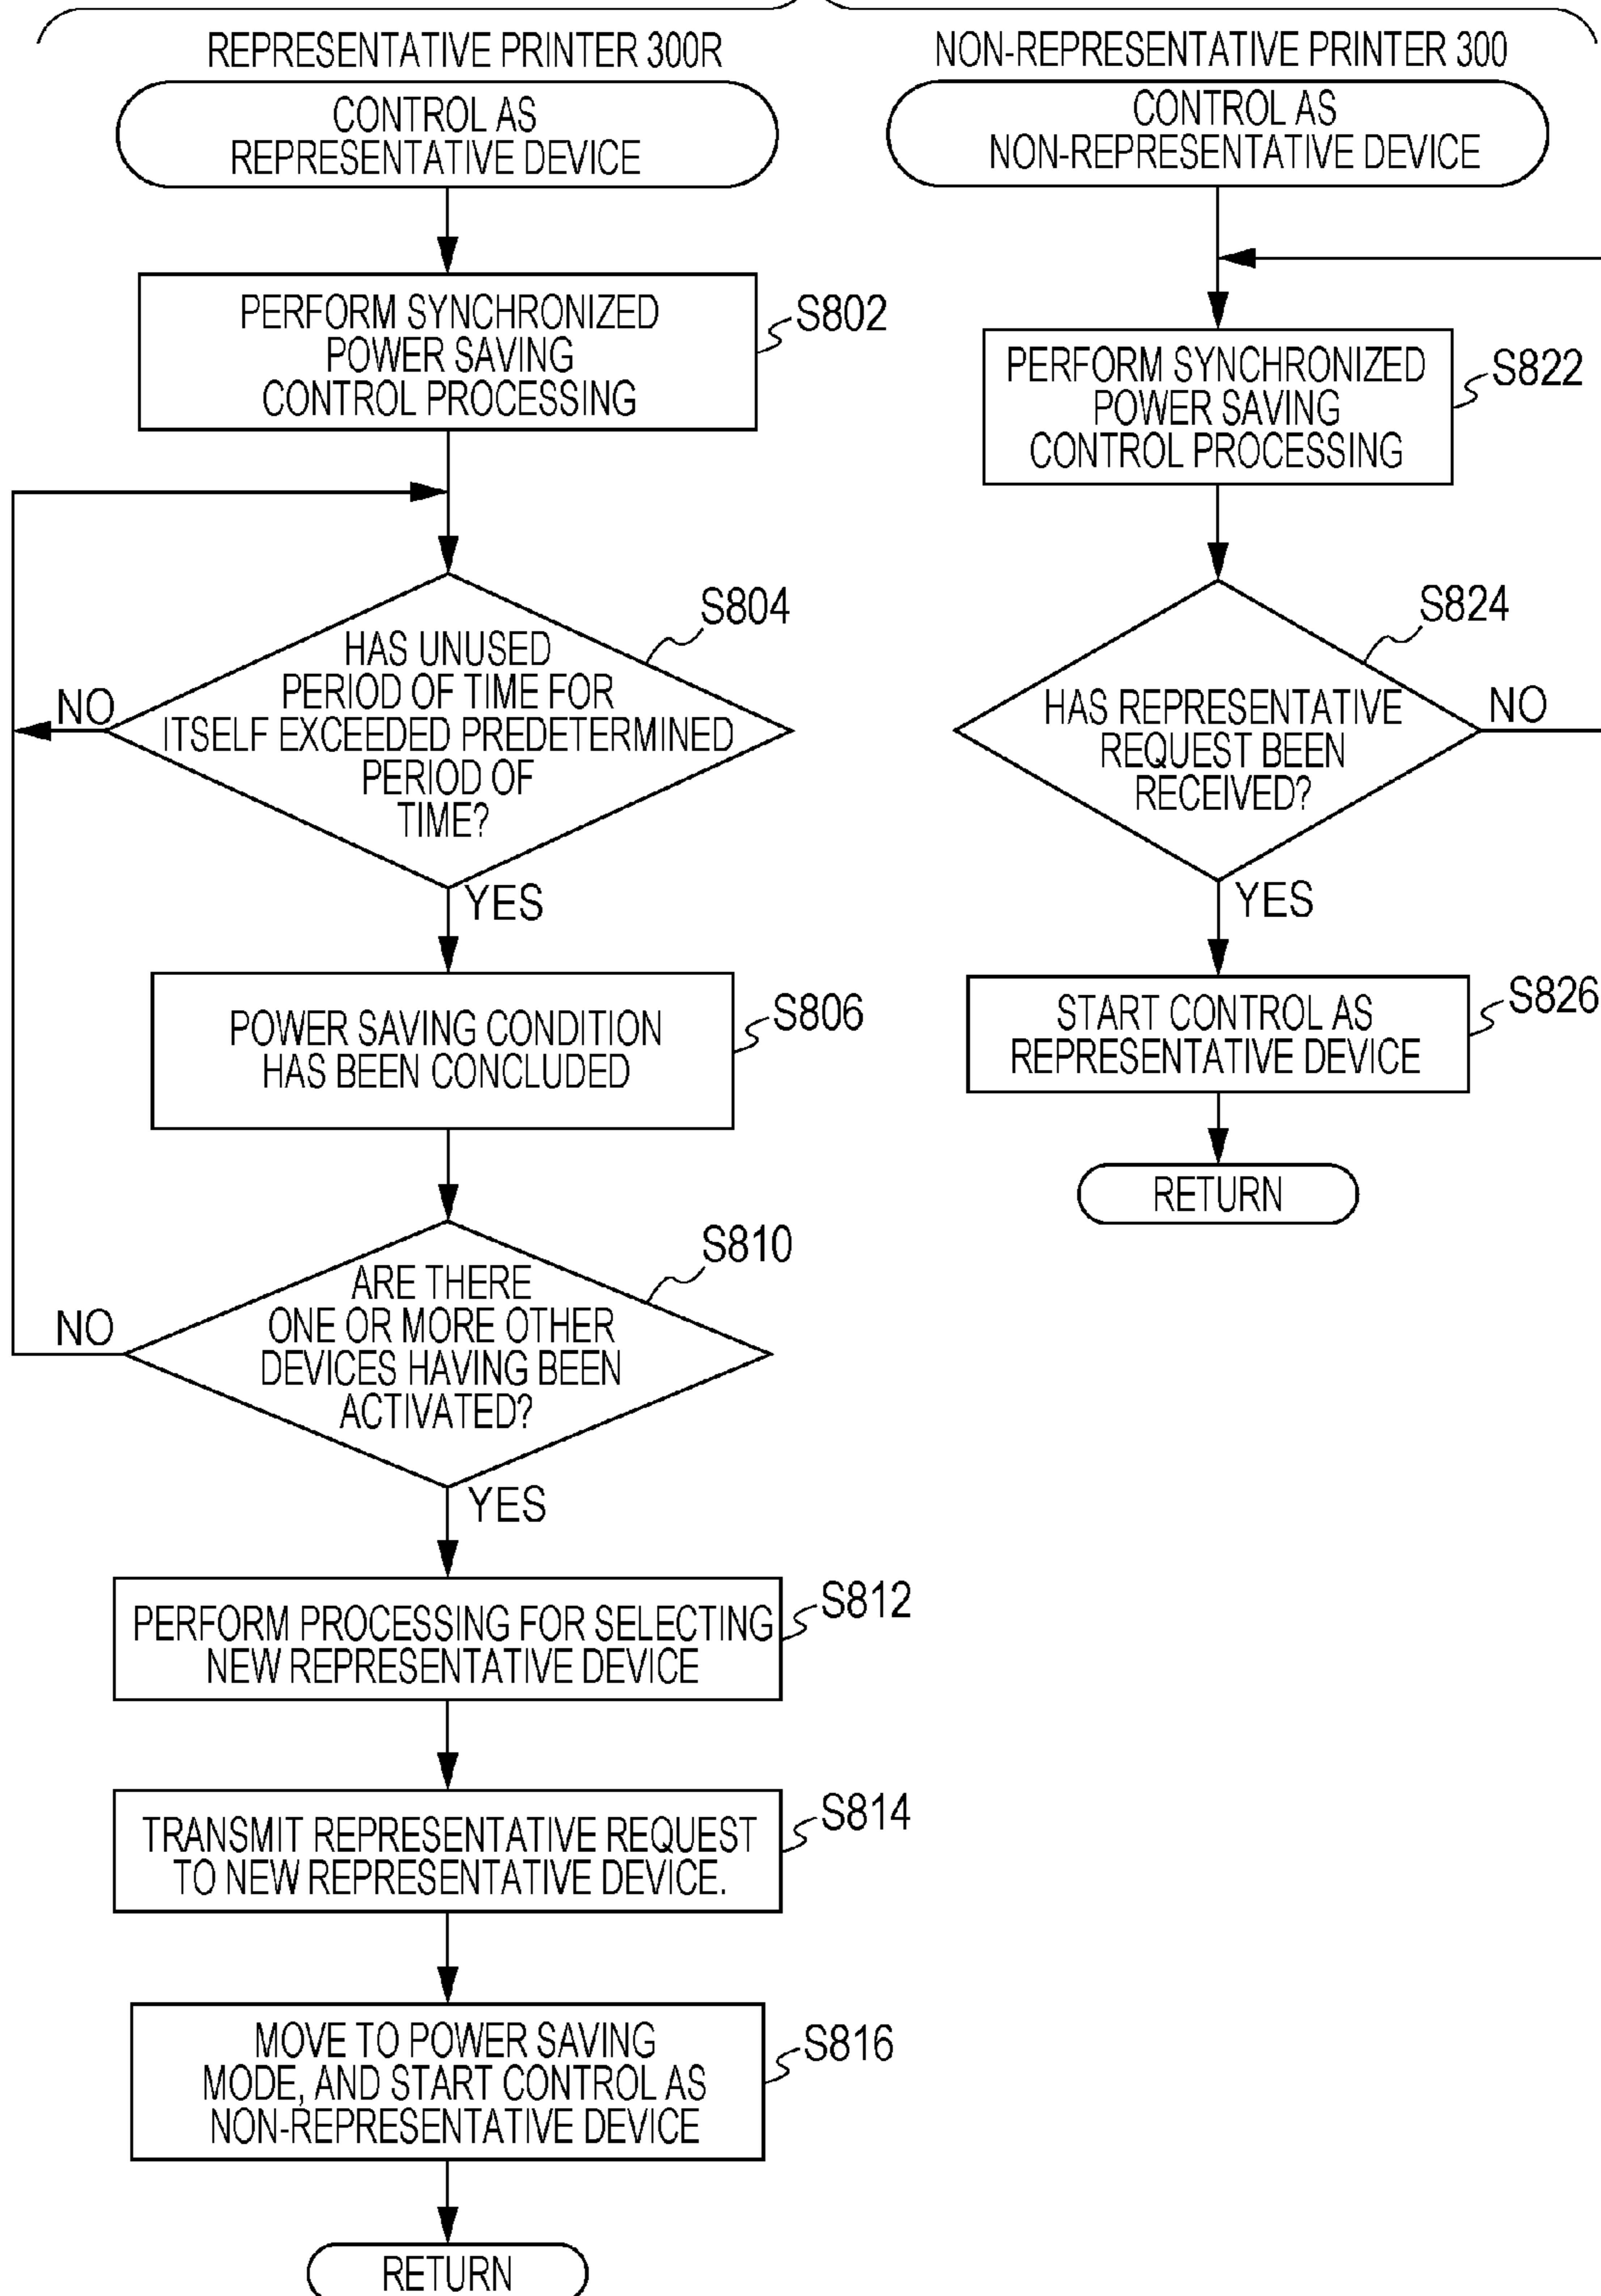 REPRESENTATIVE PRINTER 300R
CONTROL AS
REPRESENTATIVE DEVICE
PERFORM SYNCHRONIZED
POWER SAVING
CONTROL PROCESSING
S802
HAS UNUSED
PERIOD OF TIME FOR
ITSELF EXCEEDED PREDETERMINED
PERIOD OF
TIME?
S804
NO
YES
POWER SAVING CONDITION
HAS BEEN CONCLUDED
S806
ARE THERE
ONE OR MORE OTHER
DEVICES HAVING BEEN
ACTIVATED?
S810
NO
YES
PERFORM PROCESSING FOR SELECTING
NEW REPRESENTATIVE DEVICE
S812
TRANSMIT REPRESENTATIVE REQUEST
TO NEW REPRESENTATIVE DEVICE.
S814
MOVE TO POWER SAVING
MODE, AND START CONTROL AS
NON-REPRESENTATIVE DEVICE
S816
RETURN
NON-REPRESENTATIVE PRINTER 300
CONTROL AS
NON-REPRESENTATIVE DEVICE
PERFORM SYNCHRONIZED
POWER SAVING
CONTROL PROCESSING
S822
HAS REPRESENTATIVE
REQUEST BEEN
RECEIVED?
S824
NO
YES
START CONTROL AS
REPRESENTATIVE DEVICE
S826
RETURN